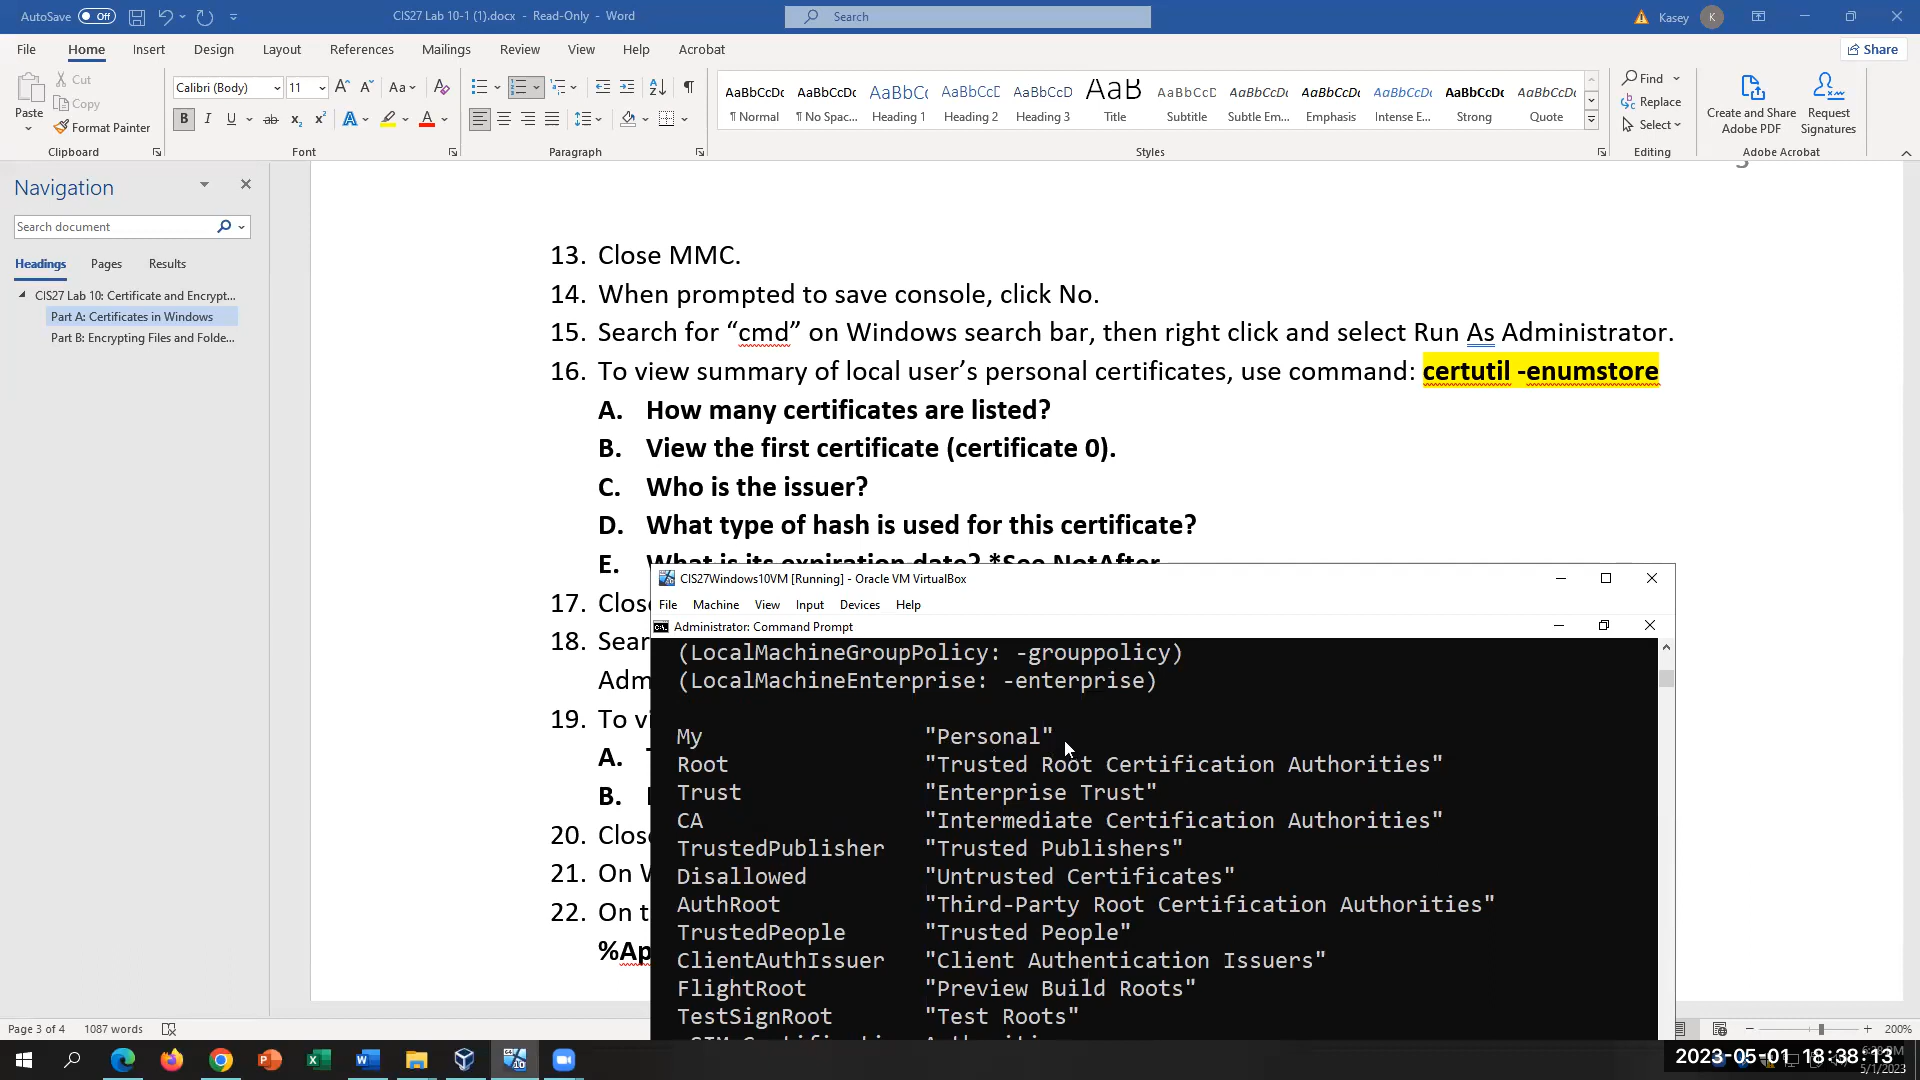 AutoSave Off CIS27 Lab 10-1 (1).docx - Read-Only - Word Search Kasey K
File Home Insert Design Layout References Mailings Review View Help Acrobat Share
Paste Cut Copy Format Painter
Calibri (Body) 11 Aa
AaBbCcDc AaBbCcDc AaBbC AaBbCcC AaBbCcD AaB AaBbCcC AaBbCcDc AaBbCcDc AaBbCcDc AaBbCcDc AaBbCcDc
¶ Normal ¶ No Spac... Heading 1 Heading 2 Heading 3 Title Subtitle Subtle Em... Emphasis Intense E... Strong Quote
Find Replace Select
Create and Share Adobe PDF Request Signatures
Clipboard Font Paragraph Styles Editing Adobe Acrobat
Navigation
Search document
Headings Pages Results
CIS27 Lab 10: Certificate and Encrypt...
Part A: Certificates in Windows
Part B: Encrypting Files and Folde...
13. Close MMC.
14. When prompted to save console, click No.
15. Search for “cmd” on Windows search bar, then right click and select Run As Administrator.
16. To view summary of local user’s personal certificates, use command: certutil -enumstore
A. How many certificates are listed?
B. View the first certificate (certificate 0).
C. Who is the issuer?
D. What type of hash is used for this certificate?
E. What is its expiration date? *See NotAfter
17. Clos
18. Sear
Adm
19. To vi
A.
B.
20. Clos
21. On W
22. On t
%Ap
CIS27Windows10VM [Running] - Oracle VM VirtualBox
File Machine View Input Devices Help
Administrator: Command Prompt
(LocalMachineGroupPolicy: -grouppolicy)
(LocalMachineEnterprise: -enterprise)
My "Personal"
Root "Trusted Root Certification Authorities"
Trust "Enterprise Trust"
CA "Intermediate Certification Authorities"
TrustedPublisher "Trusted Publishers"
Disallowed "Untrusted Certificates"
AuthRoot "Third-Party Root Certification Authorities"
TrustedPeople "Trusted People"
ClientAuthIssuer "Client Authentication Issuers"
FlightRoot "Preview Build Roots"
TestSignRoot "Test Roots"
Page 3 of 4 1087 words 200%
2023-05-01 18:38:13
5/1/2023